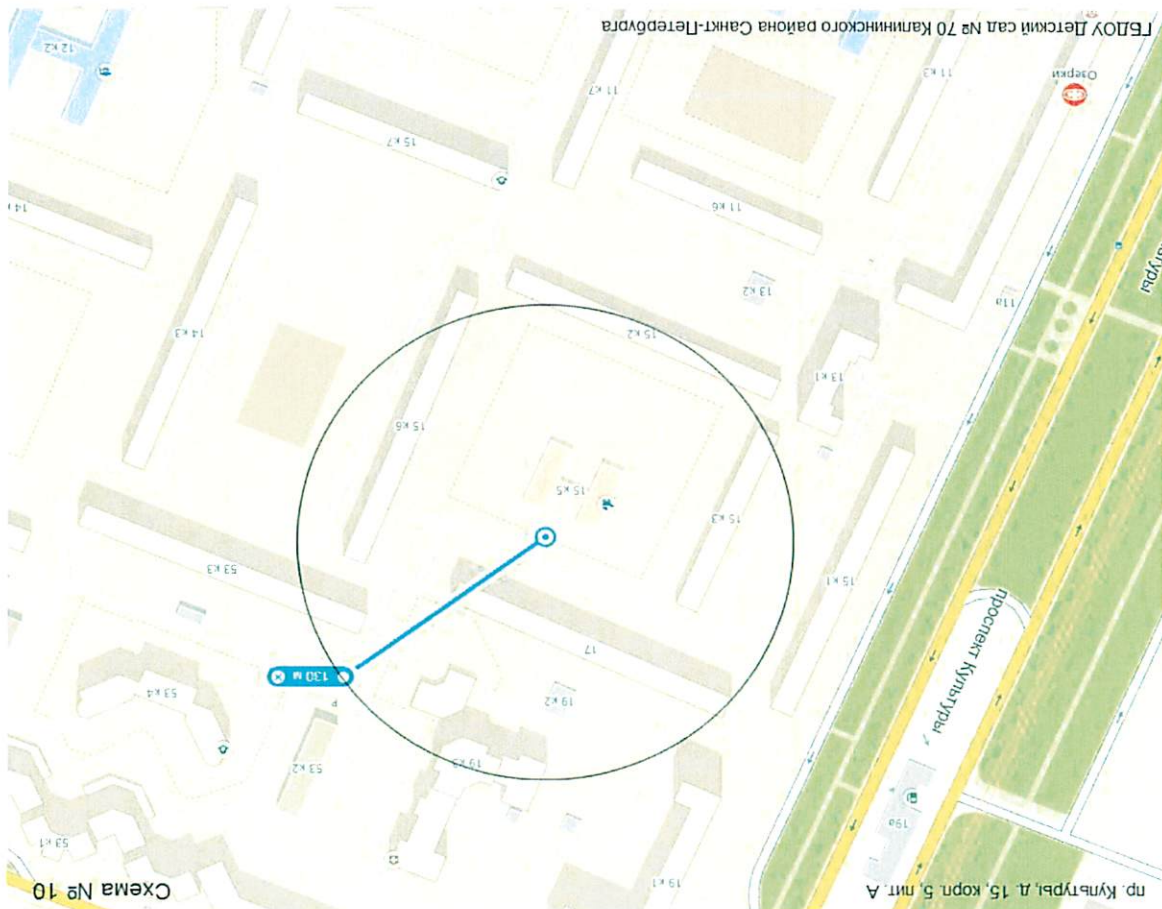 пр. Культуры, д. 15, корп. 5, лит. А
Схема № 10
19 к1
53 к1
19а
53 к2
19 к3
19 к2
53 к4
130 м
P
17
проспект Культуры
15 к1
53 к3
15 к3
15 к5
15 к6
13 к1
15 к2
14 к3
11а
13 к2
культуры
11 к6
14 к
15 к7
11 к7
Озерки
11 к3
12 к2
ГБДОУ Детский сад № 70 Калининского района Санкт-Петербурга